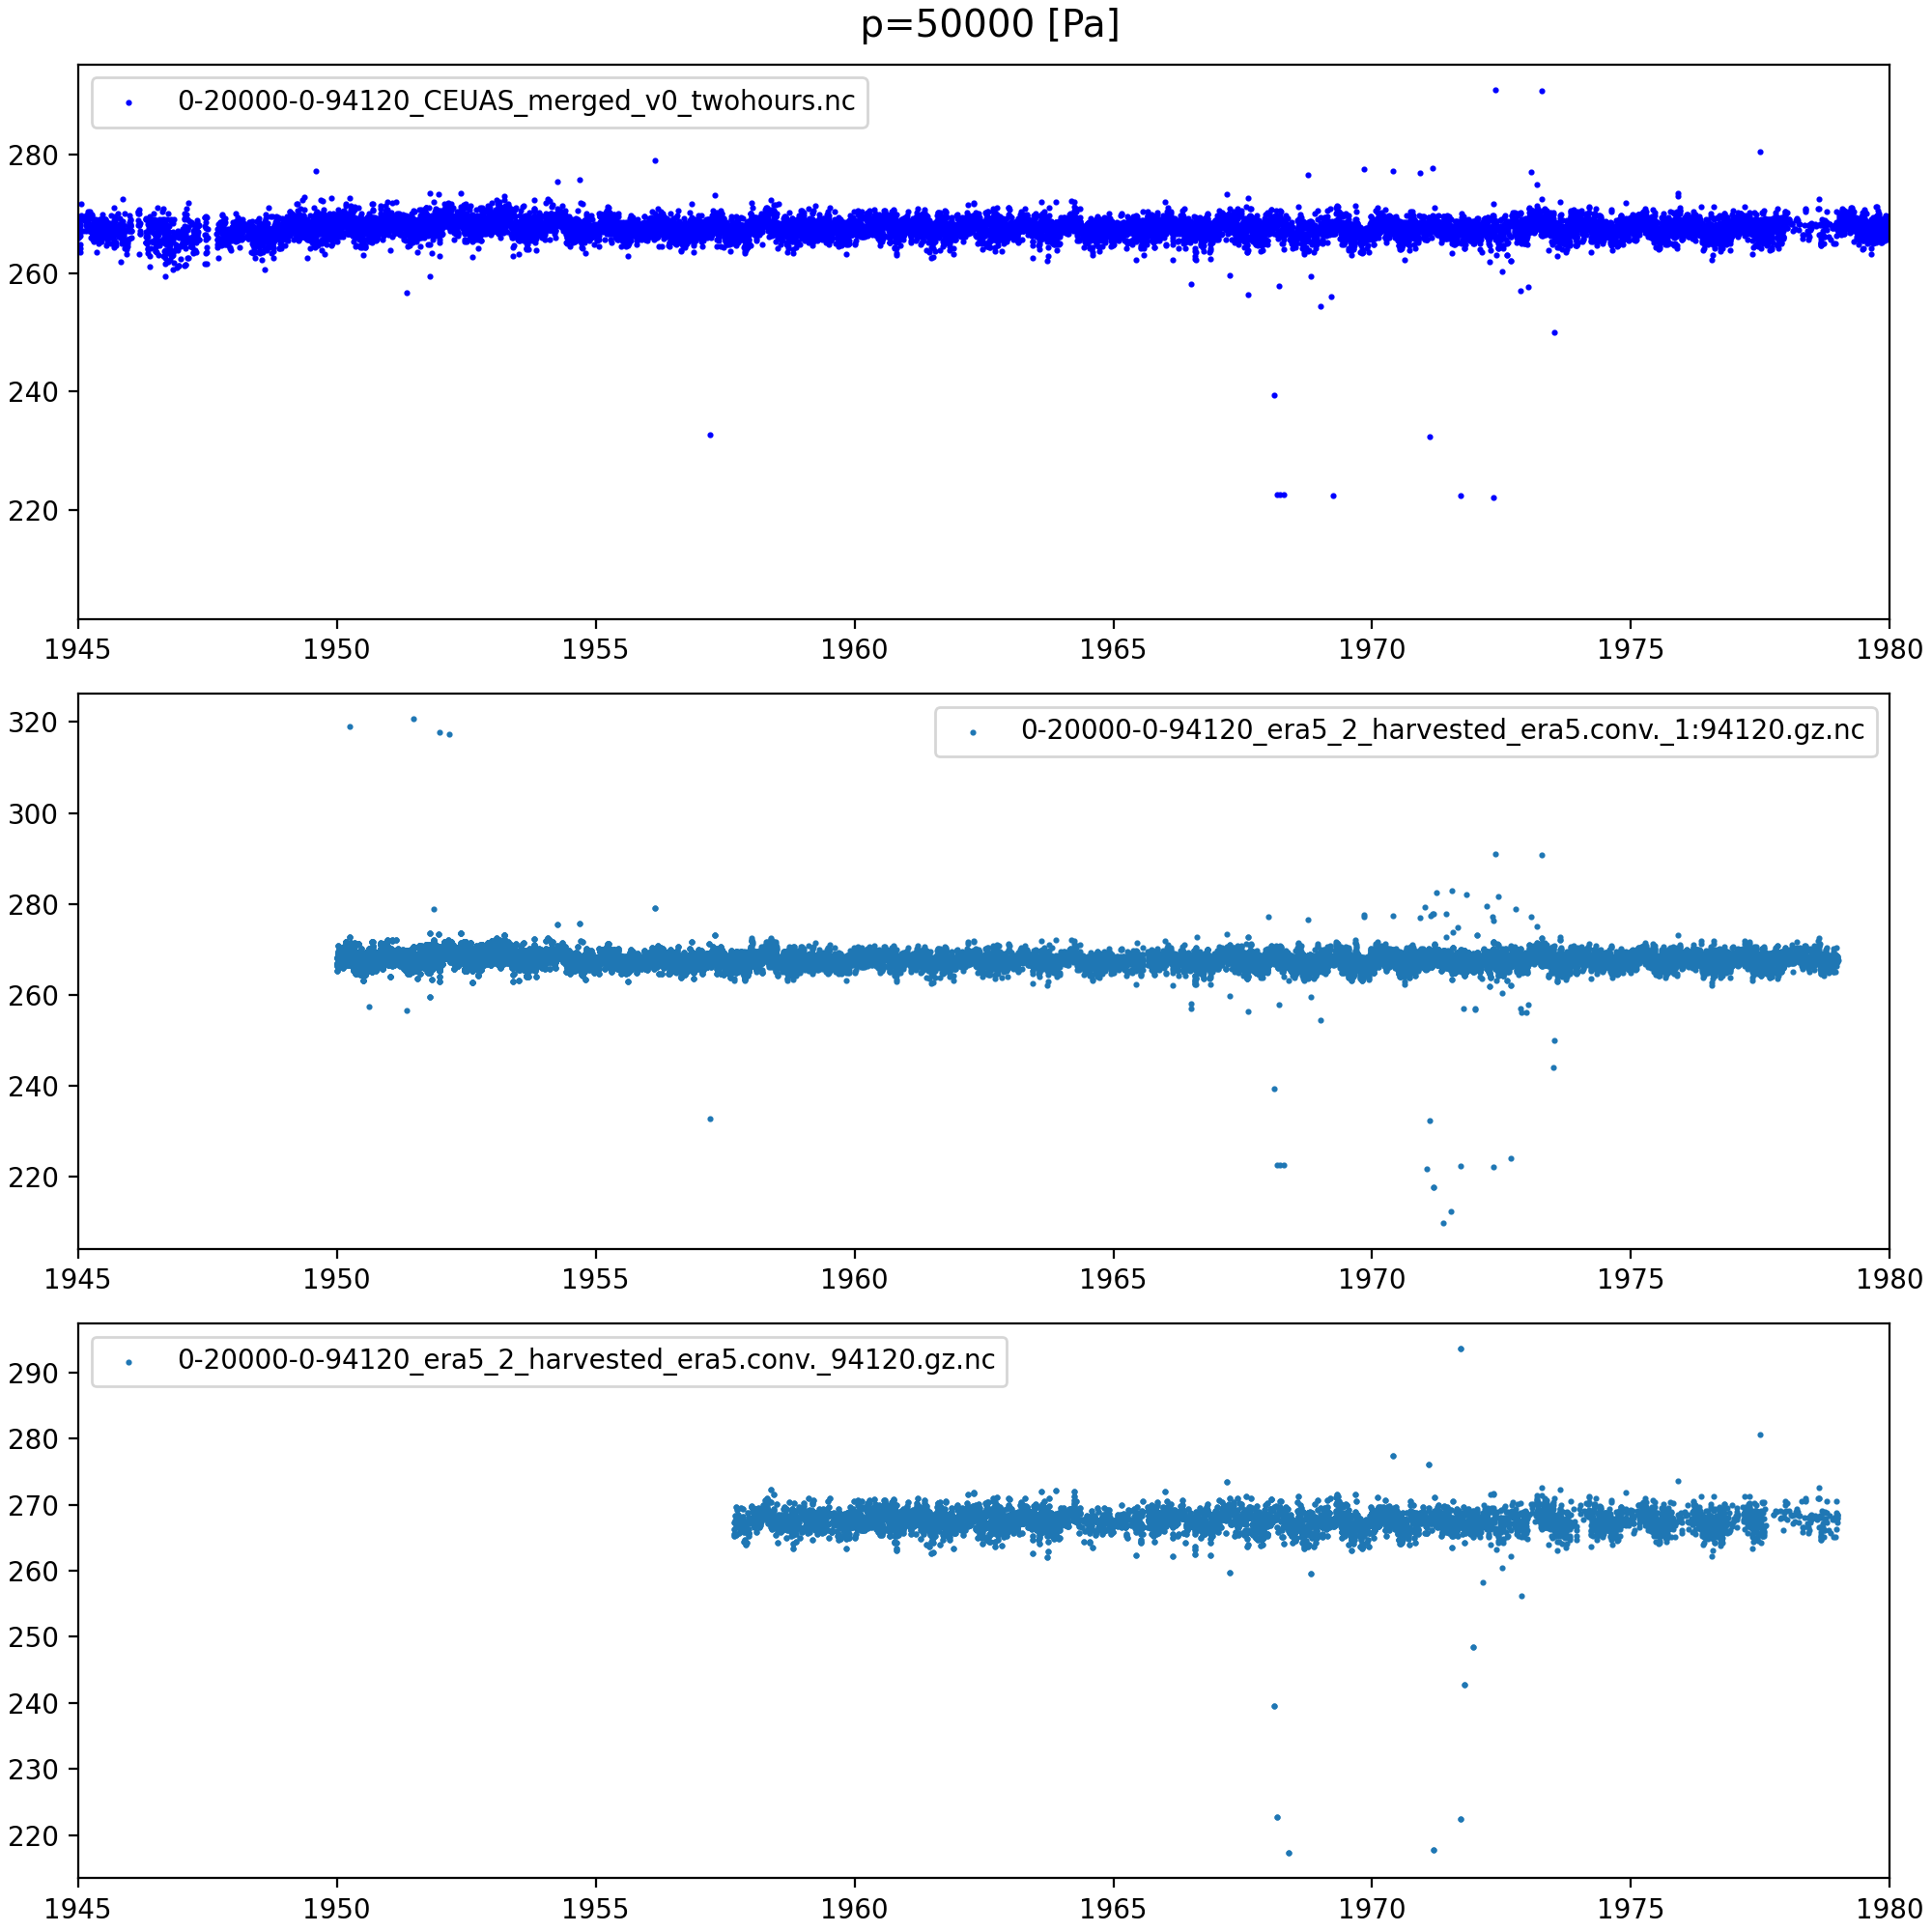 p=50000 [Pa]
0-20000-0-94120_CEUAS_merged_v0_twohours.nc
280
260
240
220
1945 1950 1955 1960 1965 1970 1975 1980
0-20000-0-94120_era5_2_harvested_era5.conv._1:94120.gz.nc
320
300
280
260
240
220
1945 1950 1955 1960 1965 1970 1975 1980
0-20000-0-94120_era5_2_harvested_era5.conv._94120.gz.nc
290
280
270
260
250
240
230
220
1945 1950 1955 1960 1965 1970 1975 1980